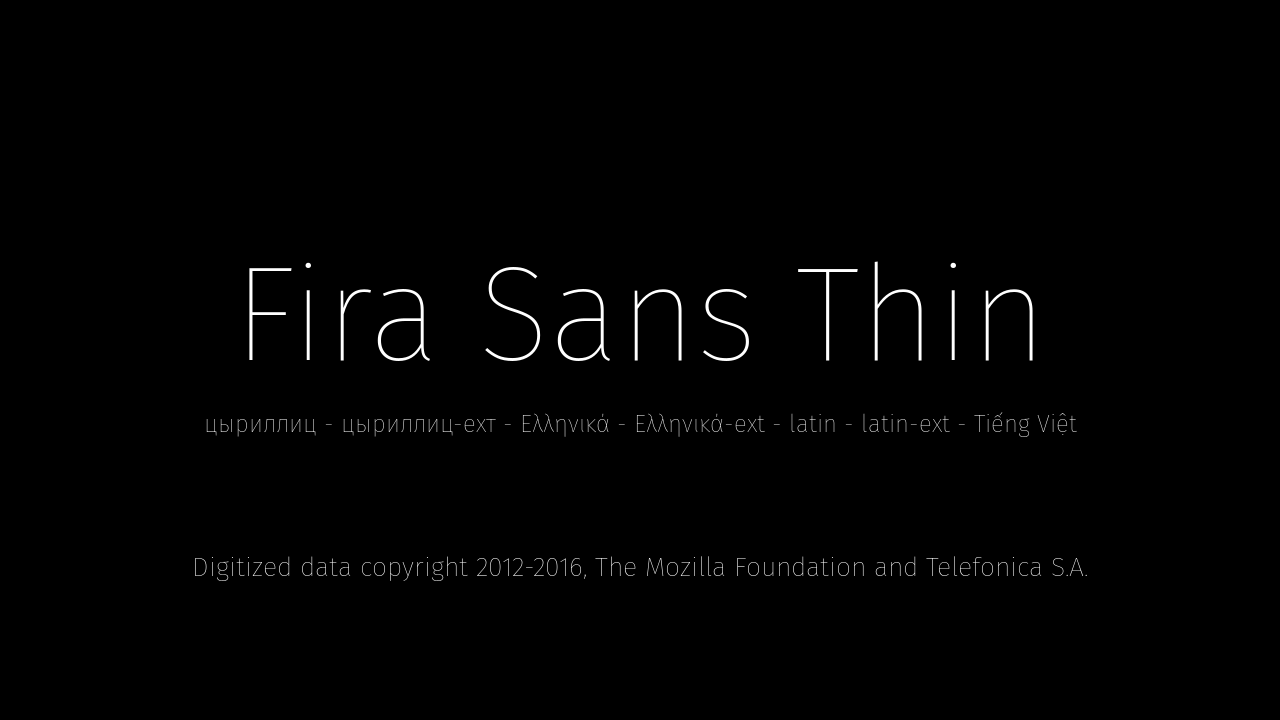 Fira Sans Thin
цыриллиц - цыриллиц-ехт - Ελληνικά - Ελληνικά-ext - latin - latin-ext - Tiếng Việt
Digitized data copyright 2012-2016, The Mozilla Foundation and Telefonica S.A.